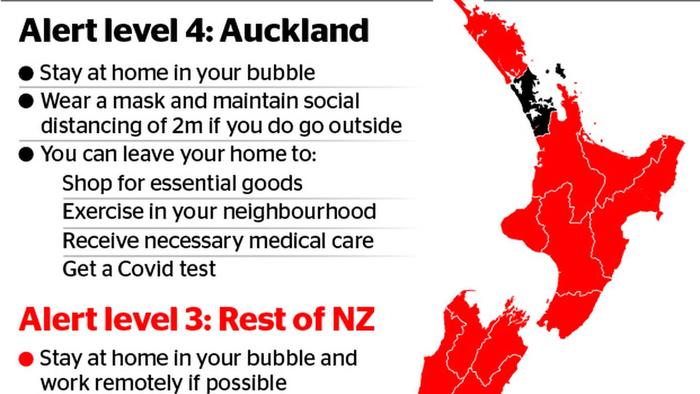 Alert level 4: Auckland
● Stay at home in your bubble
● Wear a mask and maintain social
distancing of 2m if you do go outside
● You can leave your home to:
Shop for essential goods
Exercise in your neighbourhood
Receive necessary medical care
Get a Covid test
Alert level 3: Rest of NZ
● Stay at home in your bubble and
work remotely if possible